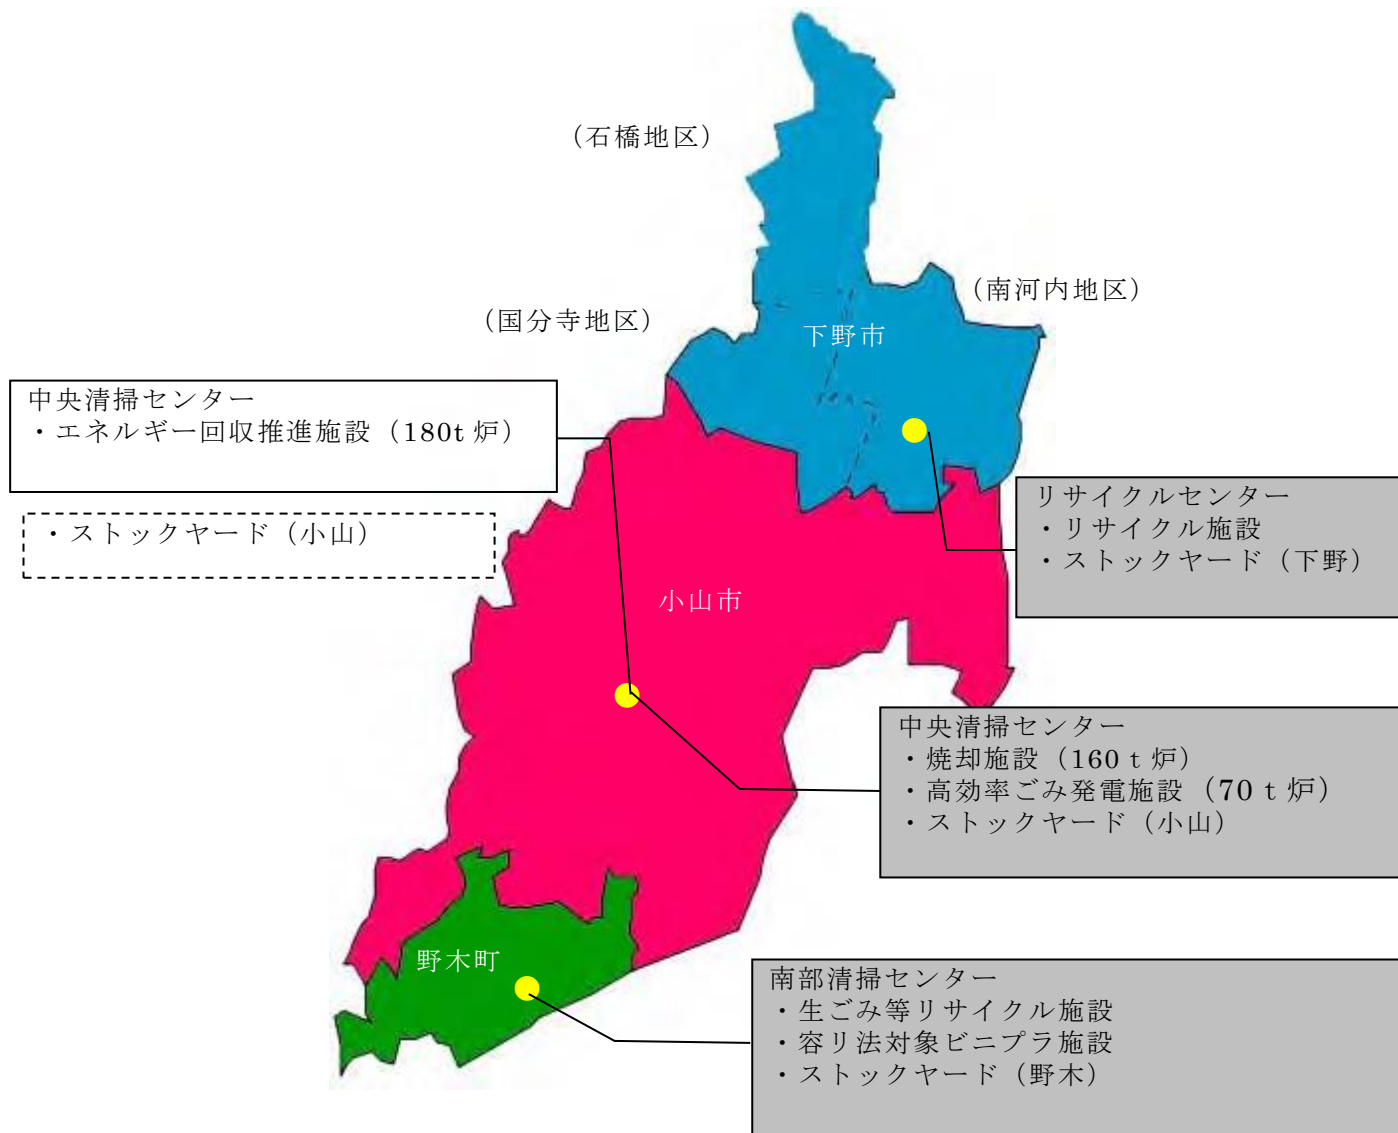 (石橋地区)
(南河内地区)
(国分寺地区)
下野市
中央清掃センター
・エネルギー回収推進施設（180t 炉）
・ストックヤード（小山）
リサイクルセンター
・リサイクル施設
・ストックヤード（下野）
小山市
中央清掃センター
・焼却施設（160ｔ炉）
・高効率ごみ発電施設（70ｔ炉）
・ストックヤード（小山）
野木町
南部清掃センター
・生ごみ等リサイクル施設
・容リ法対象ビニプラ施設
・ストックヤード（野木）